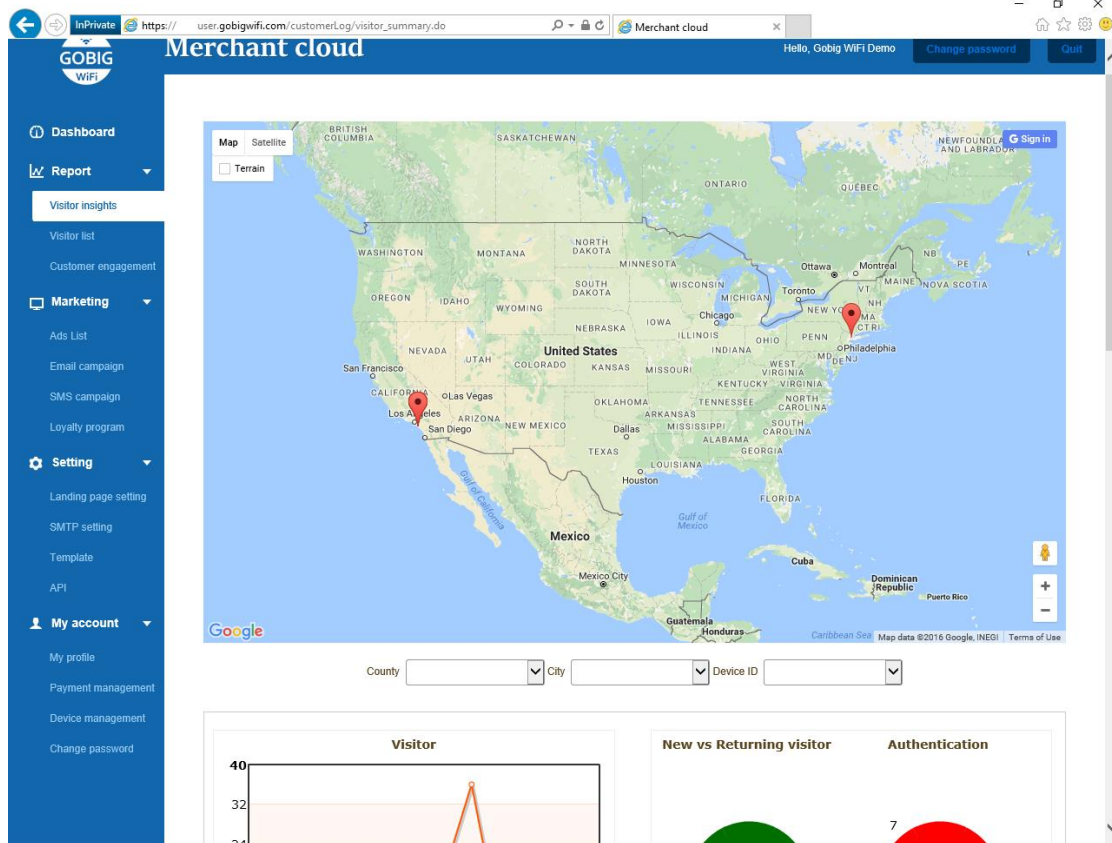 InPrivate https:// user.gobigwifi.com/customerLog/visitor_summary.do Merchant cloud
GOBIG
WiFi
Merchant cloud
Hello, Gobig WiFi Demo
Change password
Quit
Dashboard
Report
Visitor insights
Visitor list
Customer engagement
Marketing
Ads List
Email campaign
SMS campaign
Loyalty program
Setting
Landing page setting
SMTP setting
Template
API
My account
My profile
Payment management
Device management
Change password
Map Satellite
Terrain
G Sign in
BRITISH
COLUMBIA
SASKATCHEWAN
NEWFOUNDLA
AND LABRADOR
ONTARIO
QUEBEC
WASHINGTON
MONTANA
NORTH
DAKOTA
MINNESOTA
Ottawa
Montreal
NB
PE
MAINE
NOVA SCOTIA
OREGON
IDAHO
SOUTH
DAKOTA
WISCONSIN
MICHIGAN
Toronto
VT
NH
WYOMING
NEW YO
MA
CT RI
Chicago
IOWA
NEBRASKA
ILLINOIS
INDIANA
OHIO
PENN
Philadelphia
MD
DE
NJ
NEVADA
UTAH
United States
COLORADO
KANSAS
MISSOURI
WEST
VIRGINIA
KENTUCKY
VIRGINIA
San Francisco
CALIFORNIA
Las Vegas
Los A eles
San Diego
ARIZONA
NEW MEXICO
OKLAHOMA
ARKANSAS
TENNESSEE
NORTH
CAROLINA
Dallas
MISSISSIPPI
SOUTH
CAROLINA
ALABAMA
GEORGIA
TEXAS
LOUISIANA
Houston
FLORIDA
Gulf of California
Gulf of
Mexico
Mexico
Mexico City
Cuba
Dominican
Republic
Puerto Rico
Guatemala
Honduras
Caribbean Sea
Google
Map data ©2016 Google, INEGI Terms of Use
County City Device ID
Visitor
40
32
24
New vs Returning visitor
Authentication
7